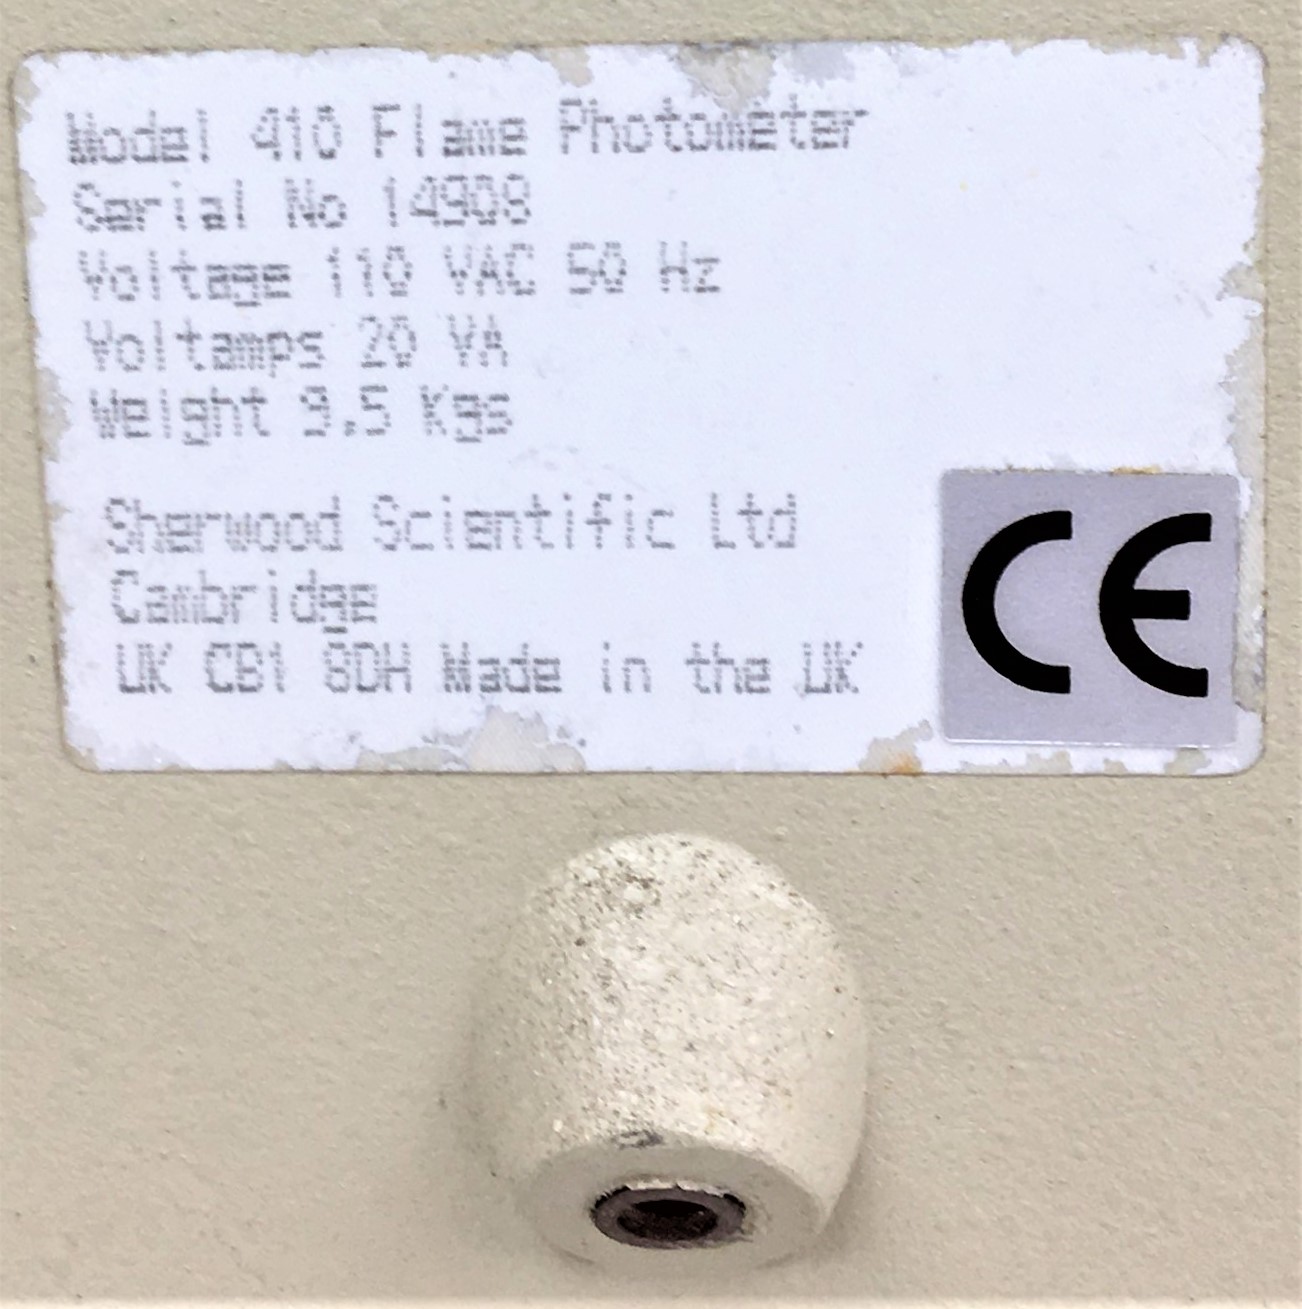 Model 410 Flame Photometer
Serial No 14908
Voltage 110 VAC 50 Hz
Voltamps 20 VA
Weight 9.5 Kgs
Sherwood Scientific Ltd
Cambridge
UK CB1 8DH Made in the UK
CE